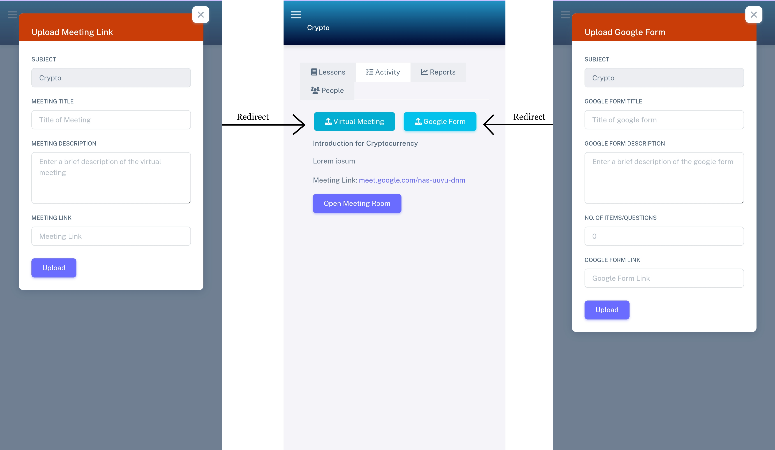 Upload Meeting Link
SUBJECT
Crypto
MEETING TITLE
Title of Meeting
MEETING DESCRIPTION
Enter a brief description of the virtual
meeting
MEETING LINK
Meeting Link
Upload
Redirect
Crypto
Lessons
Activity
Reports
People
Virtual Meeting
Google Form
Introduction for Cryptocurrency
Lorem ipsum
Meeting Link: meet.google.com/nas-uuvu-dnm
Open Meeting Room
Redirect
Upload Google Form
SUBJECT
Crypto
GOOGLE FORM TITLE
Title of google form
GOOGLE FORM DESCRIPTION
Enter a brief description of the google form
NO. OF ITEMS/QUESTIONS
0
GOOGLE FORM LINK
Google Form Link
Upload